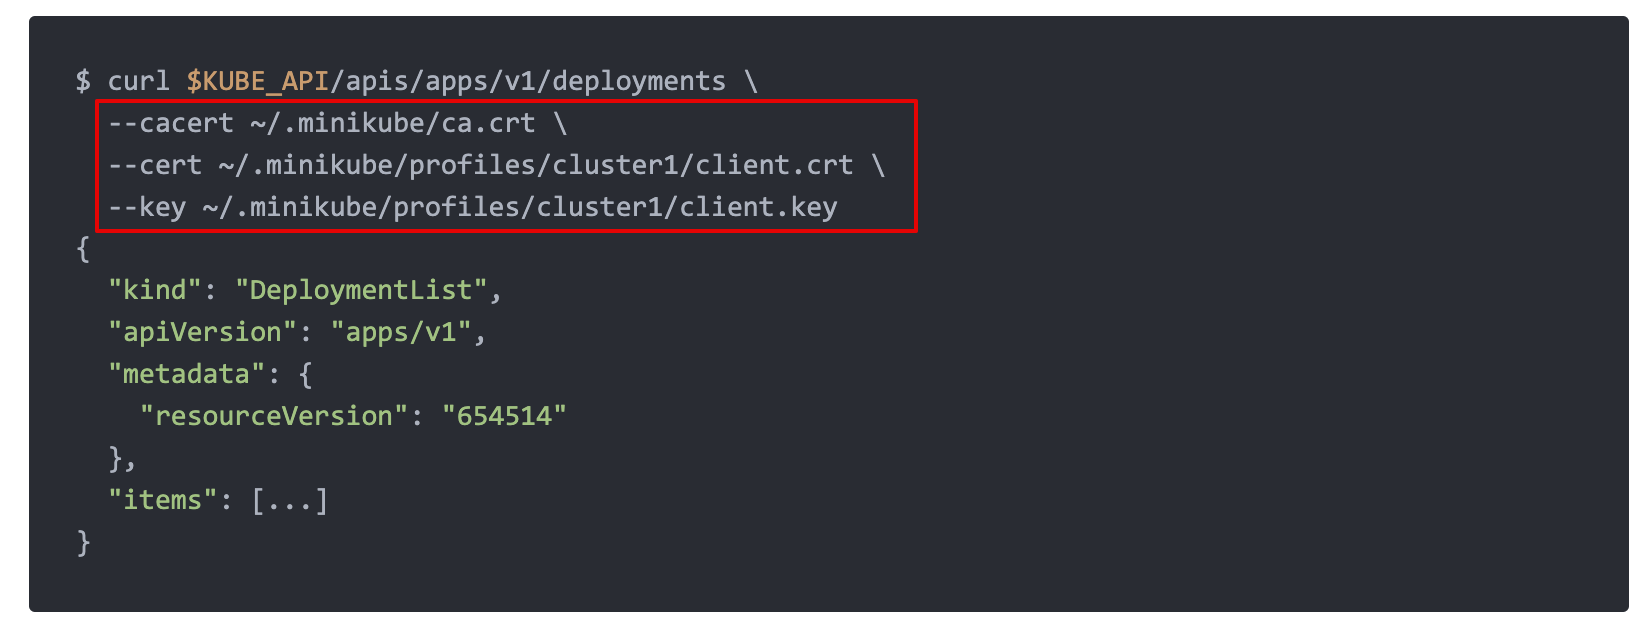 $ curl $KUBE_API/apis/apps/v1/deployments \
--cacert ~/.minikube/ca.crt \
--cert ~/.minikube/profiles/cluster1/client.crt \
--key ~/.minikube/profiles/cluster1/client.key
{
"kind": "DeploymentList",
"apiVersion": "apps/v1",
"metadata": {
"resourceVersion": "654514"
},
"items": [...]
}